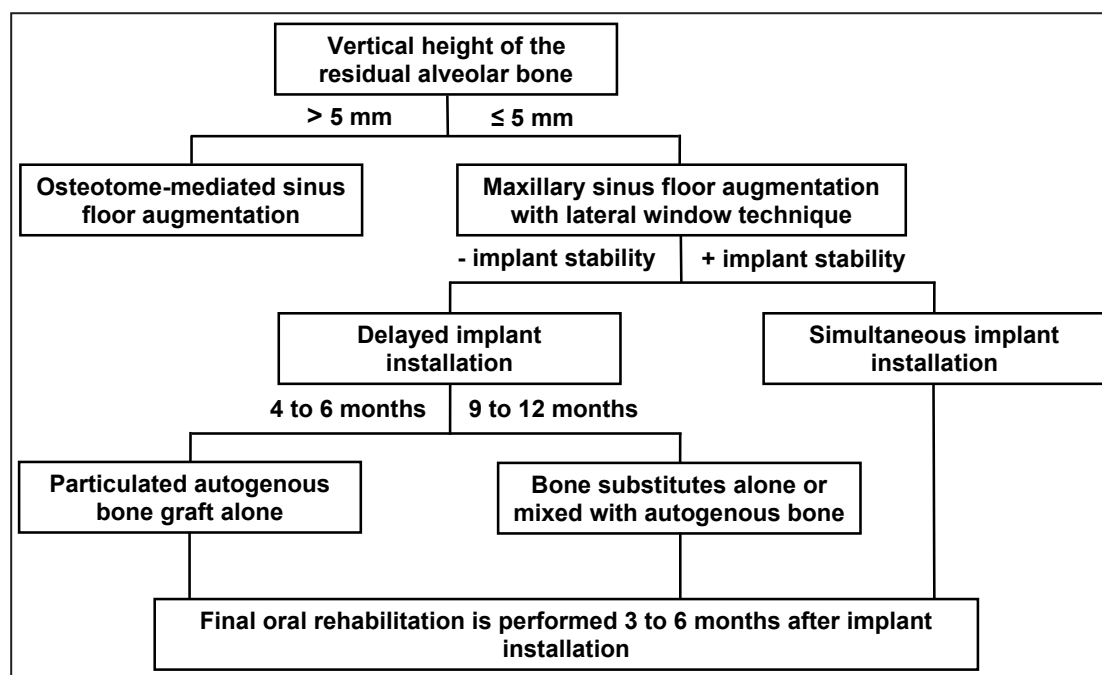 Vertical height of the
residual alveolar bone
> 5 mm
≤ 5 mm
Osteotome-mediated sinus
floor augmentation
Maxillary sinus floor augmentation
with lateral window technique
- implant stability
+ implant stability
Delayed implant
installation
Simultaneous implant
installation
4 to 6 months
9 to 12 months
Particulated autogenous
bone graft alone
Bone substitutes alone or
mixed with autogenous bone
Final oral rehabilitation is performed 3 to 6 months after implant
installation